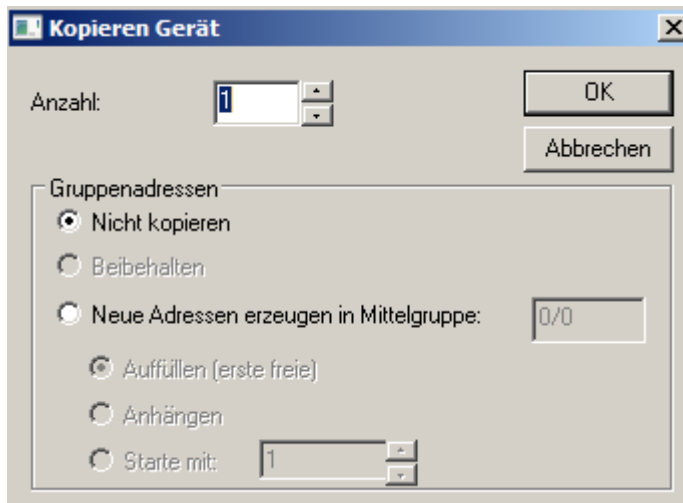 Kopieren Gerät
Anzahl: 1
OK
Abbrechen
Gruppenadressen
Nicht kopieren
Beibehalten
Neue Adressen erzeugen in Mittelgruppe: 0/0
Auffüllen (erste freie)
Anhängen
Starte mit: 1